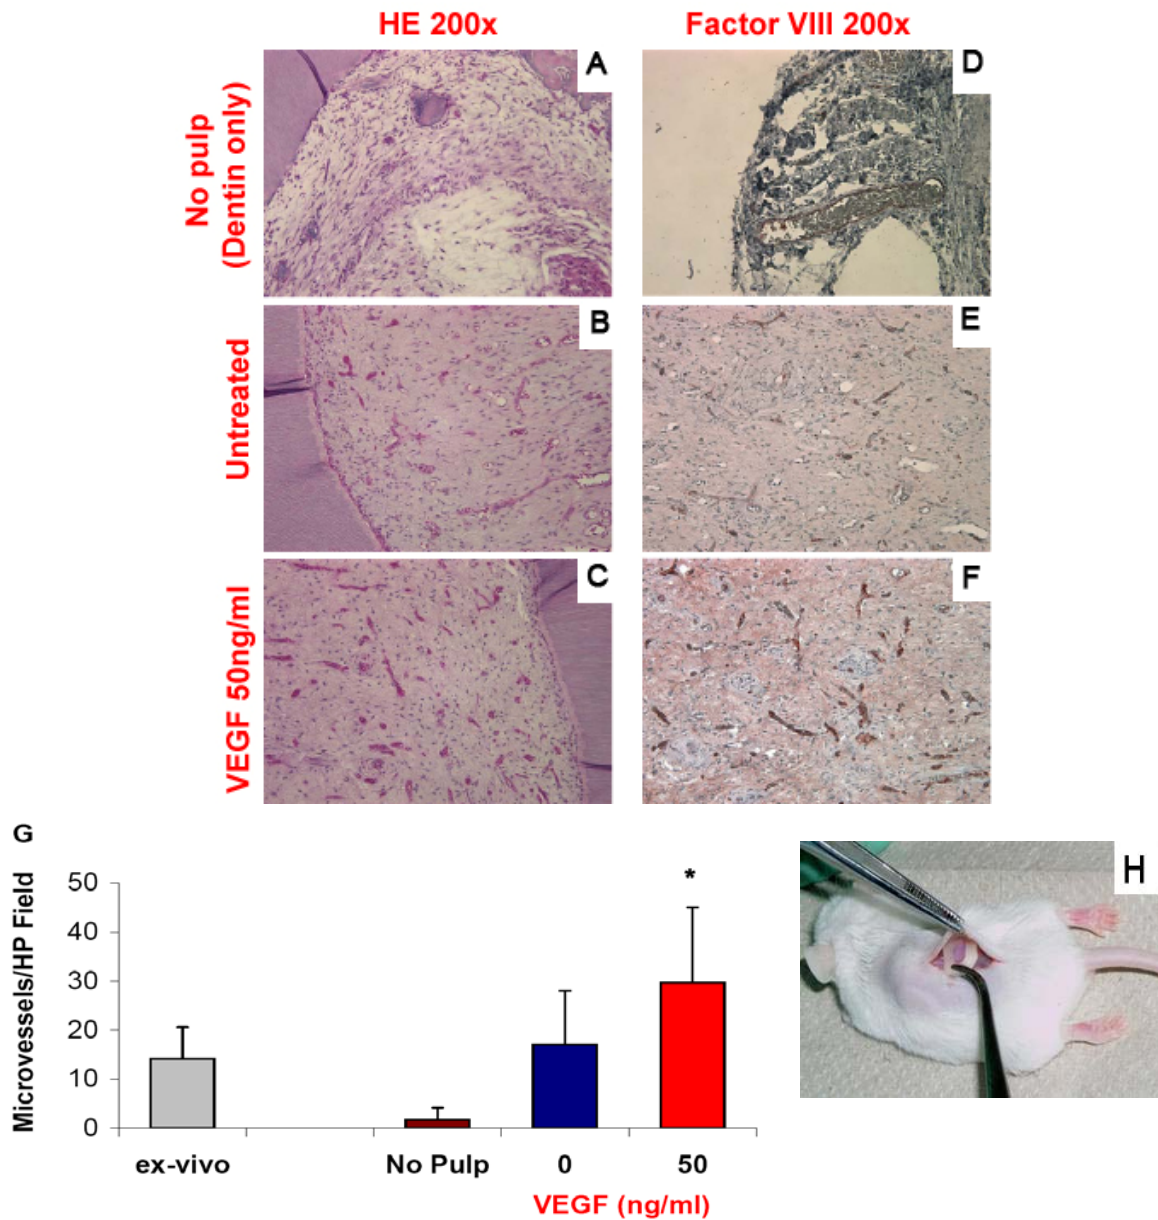 HE 200x
Factor VIII 200x
No pulp
(Dentin only)
A
D
Untreated
B
E
VEGF 50ng/ml
C
F
G
H
Microvessels/HP Field
50
40
30
20
10
0
*
ex-vivo
No Pulp
0
50
VEGF (ng/ml)